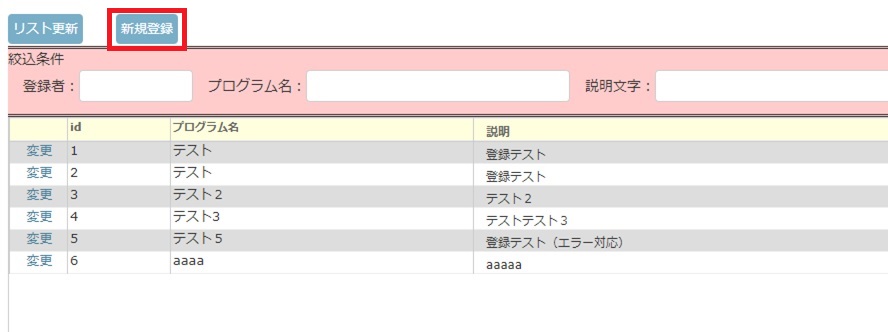 リスト更新 新規登録
絞込条件
登録者： プログラム名： 説明文字：
id プログラム名 説明
変更 1 テスト 登録テスト
変更 2 テスト 登録テスト
変更 3 テスト２ テスト２
変更 4 テスト3 テストテスト３
変更 5 テスト５ 登録テスト（エラー対応）
変更 6 aaaa aaaaa